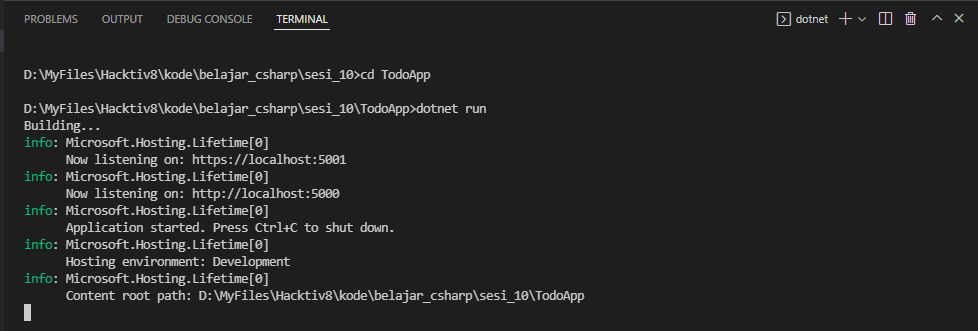 PROBLEMS OUTPUT DEBUG CONSOLE TERMINAL dotnet
D:\MyFiles\Hacktiv8\kode\belajar_csharp\sesi_10>cd TodoApp
D:\MyFiles\Hacktiv8\kode\belajar_csharp\sesi_10\TodoApp>dotnet run
Building...
info: Microsoft.Hosting.Lifetime[0]
      Now listening on: https://localhost:5001
info: Microsoft.Hosting.Lifetime[0]
      Now listening on: http://localhost:5000
info: Microsoft.Hosting.Lifetime[0]
      Application started. Press Ctrl+C to shut down.
info: Microsoft.Hosting.Lifetime[0]
      Hosting environment: Development
info: Microsoft.Hosting.Lifetime[0]
      Content root path: D:\MyFiles\Hacktiv8\kode\belajar_csharp\sesi_10\TodoApp